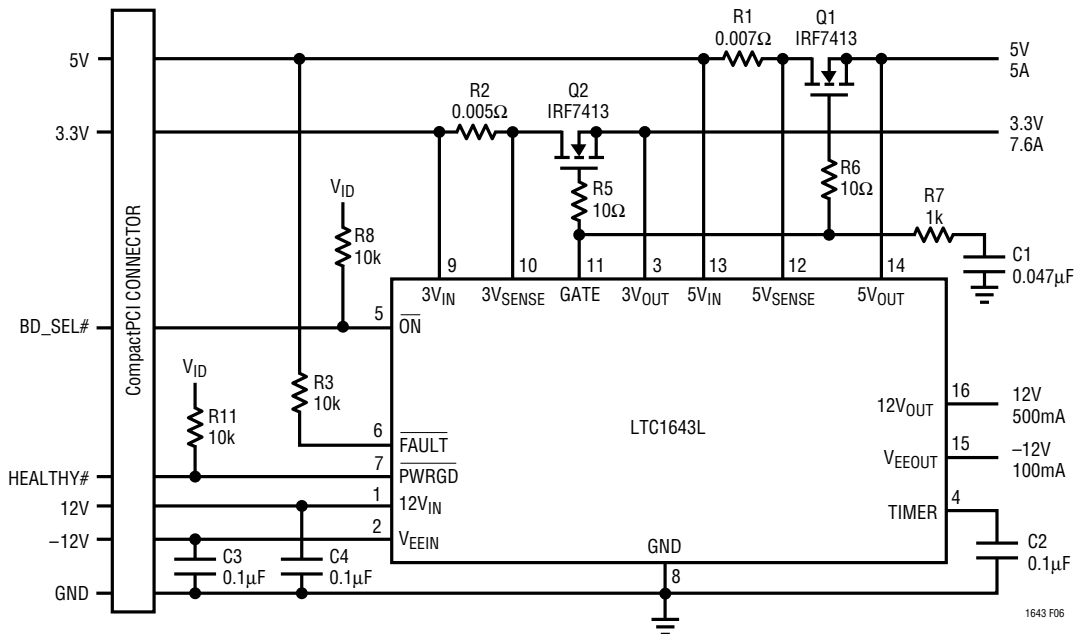 R1
0.007Ω
Q1
IRF7413
5V
5V
5A
R2
0.005Ω
Q2
IRF7413
3.3V
3.3V
7.6A
R6
10Ω
R5
10Ω
R7
1k
C1
0.047µF
VID
R8
10k
9
10
11
3
13
12
14
3VIN
3VSENSE
GATE
3VOUT
5VIN
5VSENSE
5VOUT
CompactPCI CONNECTOR
BD_SEL#
5
ON
VID
R11
10k
R3
10k
LTC1643L
12VOUT
16
12V
500mA
6
FAULT
VEEOUT
15
–12V
100mA
HEALTHY#
7
PWRGD
12V
1
12VIN
TIMER
4
–12V
2
VEEIN
C3
0.1µF
C4
0.1µF
GND
8
C2
0.1µF
GND
1643 F06